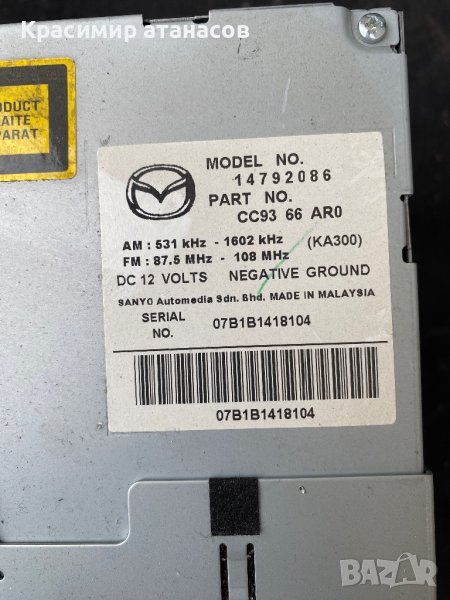 Красимир атанасов
ODUCT
AITE
PARAT
MODEL NO.
14792086
PART NO.
CC93 66 AR0
AM : 531 kHz - 1602 kHz (KA300)
FM : 87.5 MHz - 108 MHz
DC 12 VOLTS NEGATIVE GROUND
SANYO Automedia Sdn. Bhd. MADE IN MALAYSIA
SERIAL NO. 07B1B1418104
07B1B1418104
BAZAR